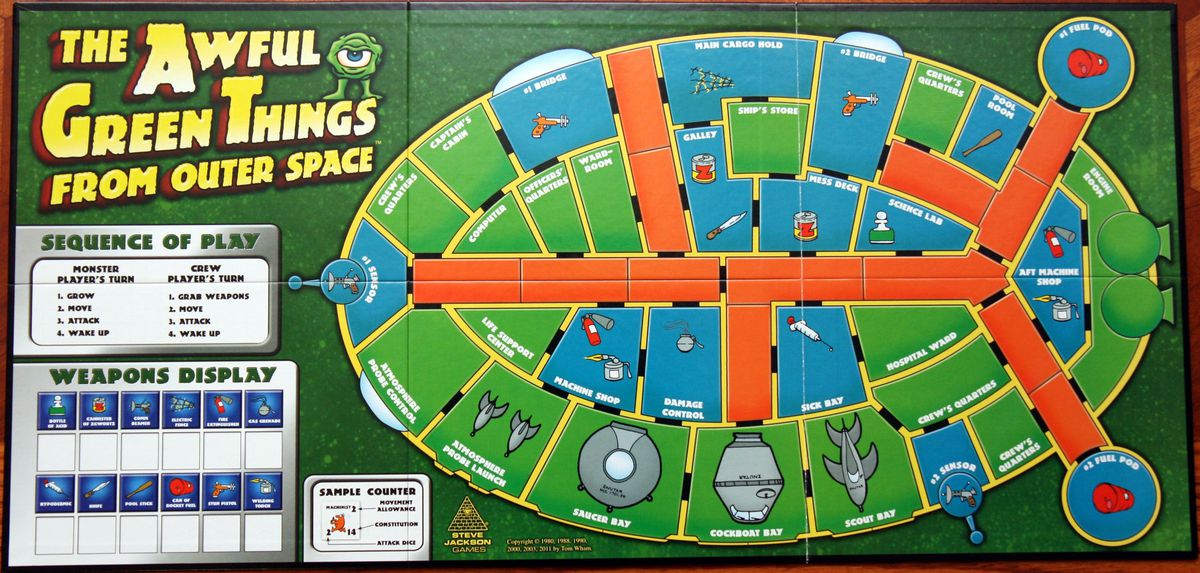 THE AWFUL
GREEN THINGS
FROM OUTER SPACE™
SEQUENCE OF PLAY
MONSTER
PLAYER'S TURN
1. GROW
2. MOVE
3. ATTACK
4. WAKE UP
CREW
PLAYER'S TURN
1. GRAB WEAPONS
2. MOVE
3. ATTACK
4. WAKE UP
WEAPONS DISPLAY
BOTTLE
OF ACID
CANNISTER
OF ZGWORTZ
COMM
BEAMER
ELECTRIC
FENCE
FIRE
EXTINGUISHER
GAS GRENADE
HYPODERMIC
KNIFE
POOL STICK
CAN OF
ROCKET FUEL
STUN PISTOL
WELDING
TORCH
SAMPLE COUNTER
MACHINIST 2
2 14
MOVEMENT
ALLOWANCE
CONSTITUTION
ATTACK DICE
STEVE
JACKSON
GAMES
Copyright © 1980, 1988, 1990,
2000, 2003, 2011 by Tom Wham.
#1 SENSOR
CREW'S
QUARTERS
CAPTAIN'S
CABIN
#1 BRIDGE
COMPUTER
OFFICERS'
QUARTERS
WARD-
ROOM
MAIN CARGO HOLD
SHIP'S STORE
GALLEY
Z
MESS DECK
Z
#2 BRIDGE
CREW'S
QUARTERS
POOL
ROOM
SCIENCE LAB
#1 FUEL POD
ENGINE
ROOM
AFT MACHINE
SHOP
ATMOSPHERE
PROBE CONTROL
LIFE SUPPORT
CENTER
MACHINE SHOP
DAMAGE
CONTROL
SICK BAY
HOSPITAL WARD
CREW'S QUARTERS
CREW'S
QUARTERS
#2 SENSOR
#2 FUEL POD
ATMOSPHERE
PROBE LAUNCH
SAUCER BAY
COCKBOAT BAY
SCOUT BAY